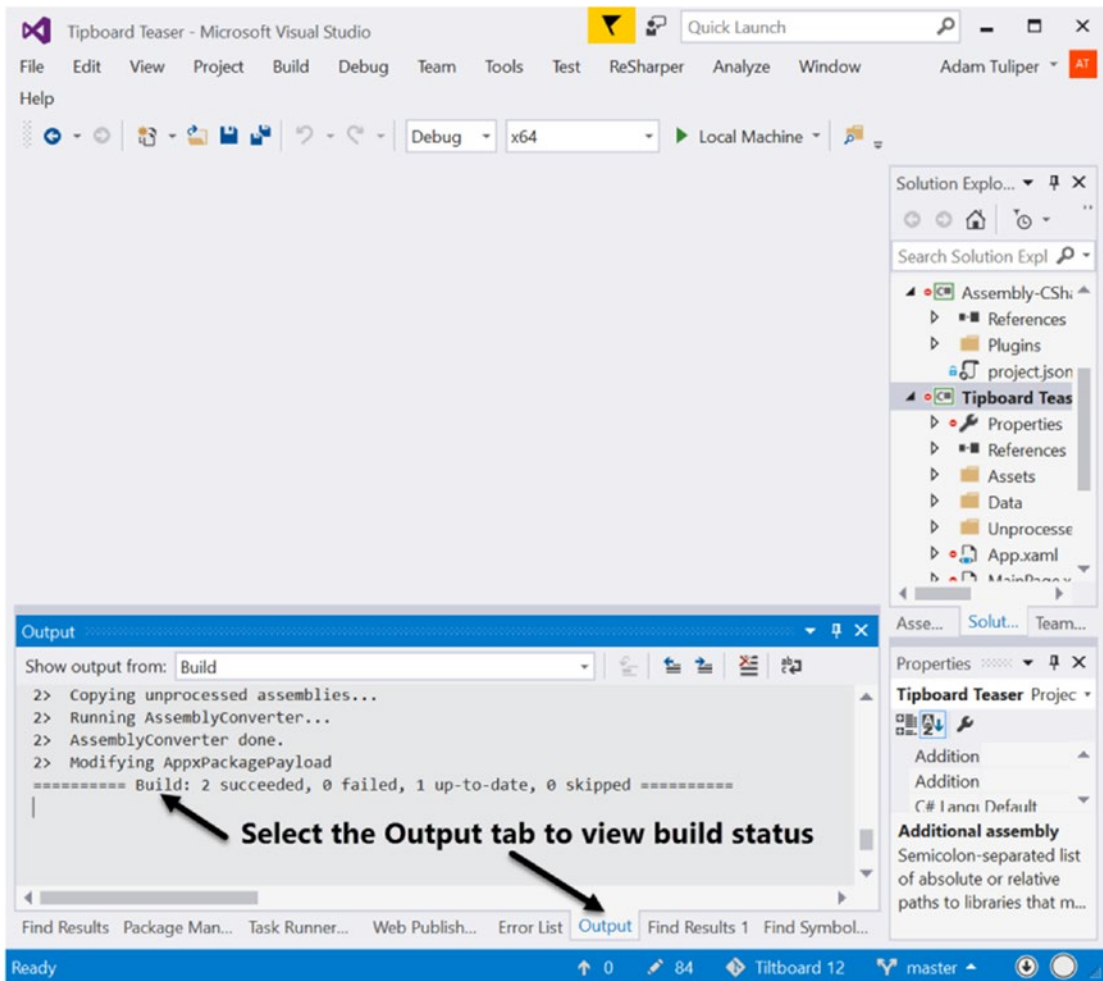 Tipboard Teaser - Microsoft Visual Studio
Quick Launch
File Edit View Project Build Debug Team Tools Test ReSharper Analyze Window
Adam Tuliper AT
Help
Debug x64 Local Machine
Solution Explo...
Search Solution Expl
Assembly-CSha
References
Plugins
project.json
Tipboard Teas
Properties
References
Assets
Data
Unprocesse
App.xaml
MainPage.x
Asse... Solut... Team...
Output
Show output from: Build
2> Copying unprocessed assemblies...
2> Running AssemblyConverter...
2> AssemblyConverter done.
2> Modifying AppxPackagePayload
========== Build: 2 succeeded, 0 failed, 1 up-to-date, 0 skipped ==========
Select the Output tab to view build status
Find Results Package Man... Task Runner... Web Publish... Error List Output Find Results 1 Find Symbol...
Properties
Tipboard Teaser Projec
Addition
Addition
C# Langu Default
Additional assembly
Semicolon-separated list
of absolute or relative
paths to libraries that m...
Ready 0 84 Tiltboard 12 master